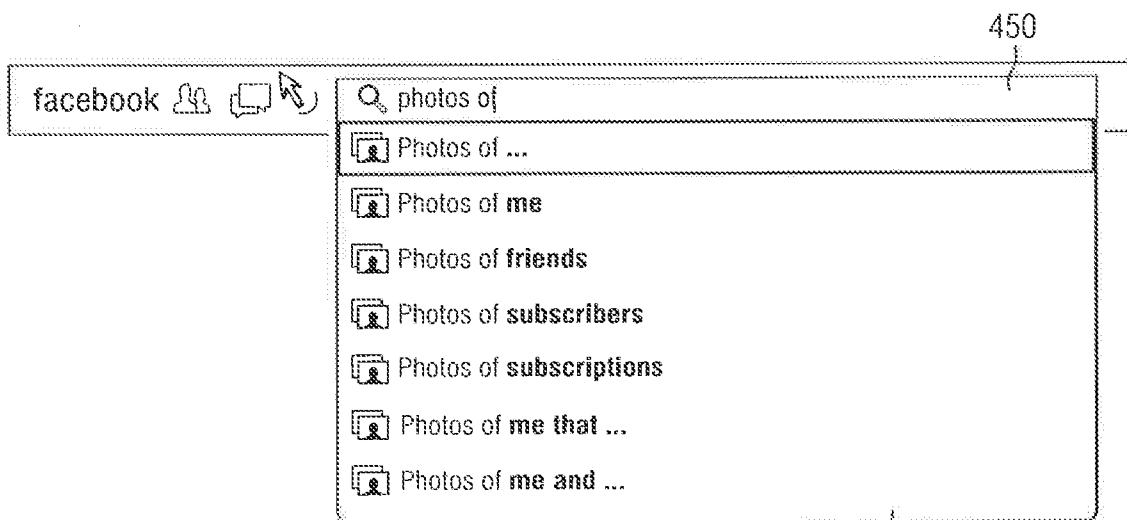 450
facebook
photos of
Photos of ...
Photos of me
Photos of friends
Photos of subscribers
Photos of subscriptions
Photos of me that ...
Photos of me and ...